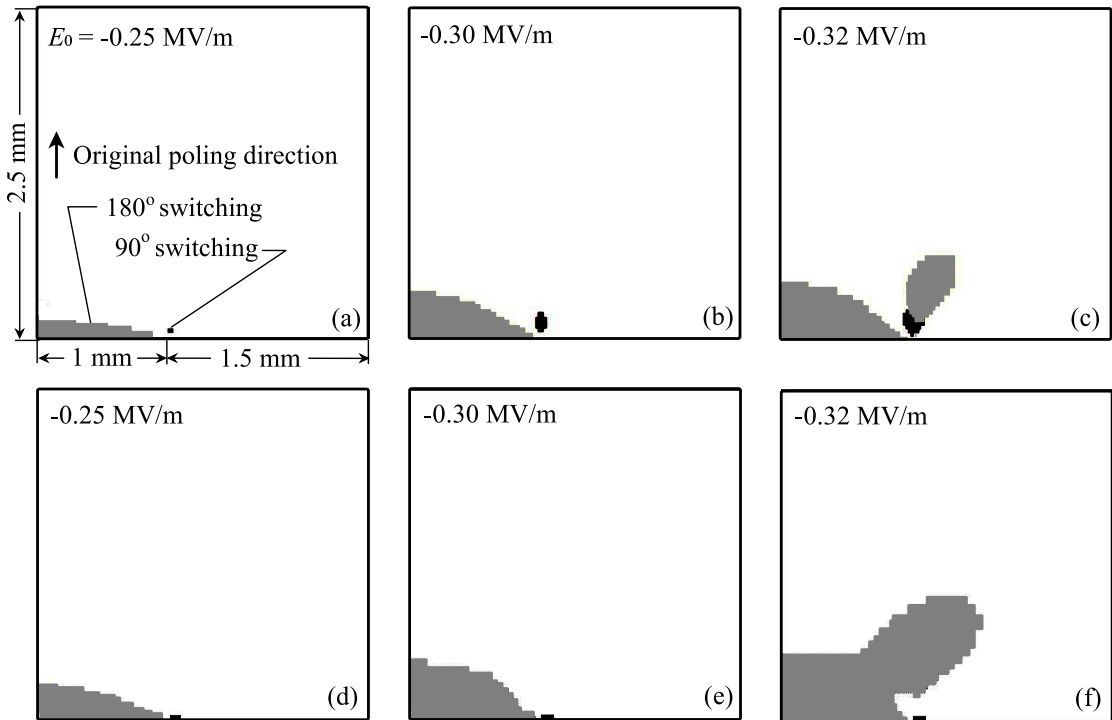 E₀ = -0.25 MV/m
Original poling direction
180° switching
90° switching
(a)
2.5 mm
1 mm
1.5 mm
-0.30 MV/m
(b)
-0.32 MV/m
(c)
-0.25 MV/m
(d)
-0.30 MV/m
(e)
-0.32 MV/m
(f)